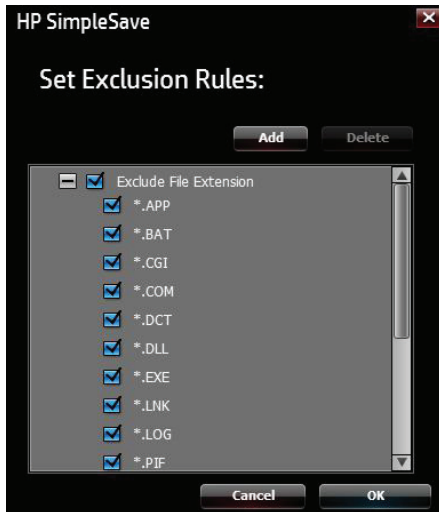 HP SimpleSave
Set Exclusion Rules:
Add Delete
Exclude File Extension
*.APP
*.BAT
*.CGI
*.COM
*.DCT
*.DLL
*.EXE
*.LNK
*.LOG
*.PIF
Cancel OK